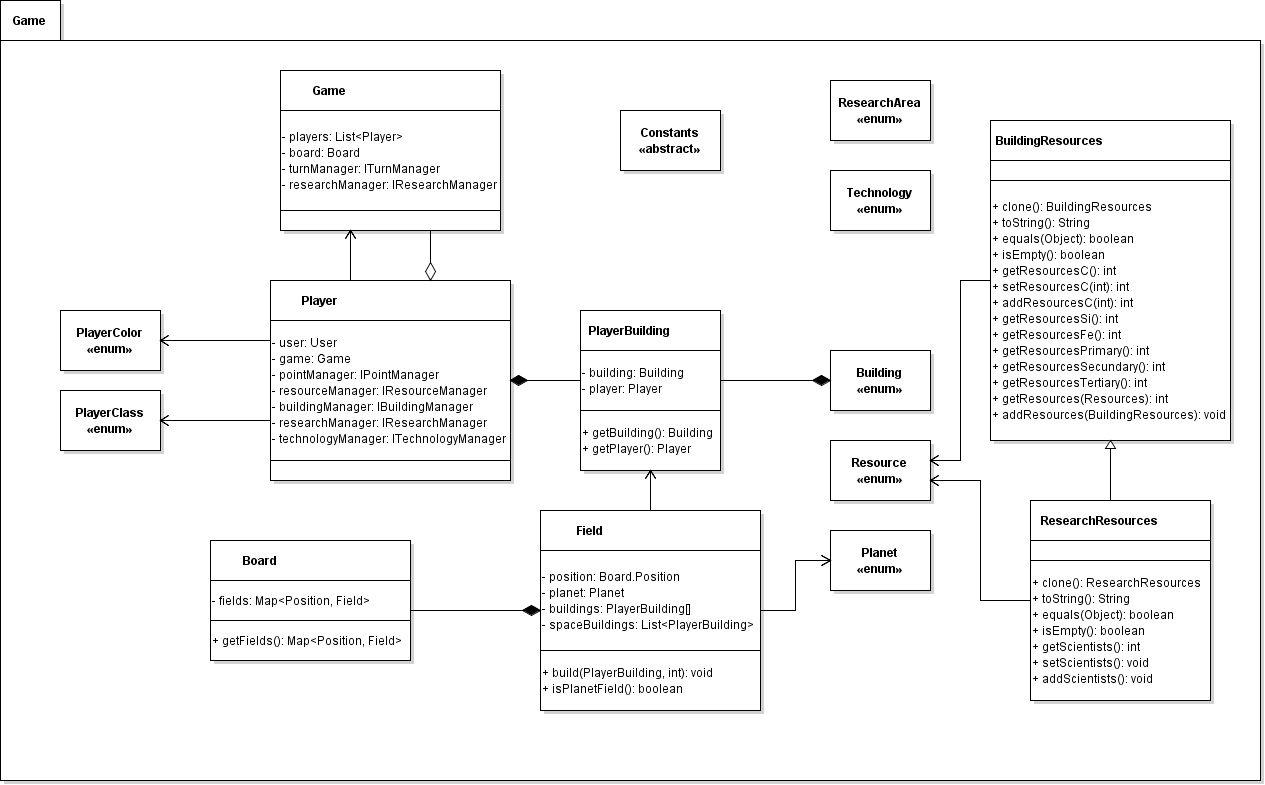 Game
Game
- players: List<Player>
- board: Board
- turnManager: ITurnManager
- researchManager: IResearchManager
Constants
«abstract»
ResearchArea
«enum»
Technology
«enum»
BuildingResources
+ clone(): BuildingResources
+ toString(): String
+ equals(Object): boolean
+ isEmpty(): boolean
+ getResourcesC(): int
+ setResourcesC(int): int
+ addResourcesC(int): int
+ getResourcesSi(): int
+ getResourcesFe(): int
+ getResourcesPrimary(): int
+ getResourcesSecundary(): int
+ getResourcesTertiary(): int
+ getResources(Resources): int
+ addResources(BuildingResources): void
Player
- user: User
- game: Game
- pointManager: IPointManager
- resourceManager: IResourceManager
- buildingManager: IBuildingManager
- researchManager: IResearchManager
- technologyManager: ITechnologyManager
PlayerColor
«enum»
PlayerClass
«enum»
PlayerBuilding
- building: Building
- player: Player
+ getBuilding(): Building
+ getPlayer(): Player
Building
«enum»
Resource
«enum»
Planet
«enum»
Board
- fields: Map<Position, Field>
+ getFields(): Map<Position, Field>
Field
- position: Board.Position
- planet: Planet
- buildings: PlayerBuilding[]
- spaceBuildings: List<PlayerBuilding>
+ build(PlayerBuilding, int): void
+ isPlanetField(): boolean
ResearchResources
+ clone(): ResearchResources
+ toString(): String
+ equals(Object): boolean
+ isEmpty(): boolean
+ getScientists(): int
+ setScientists(): void
+ addScientists(): void